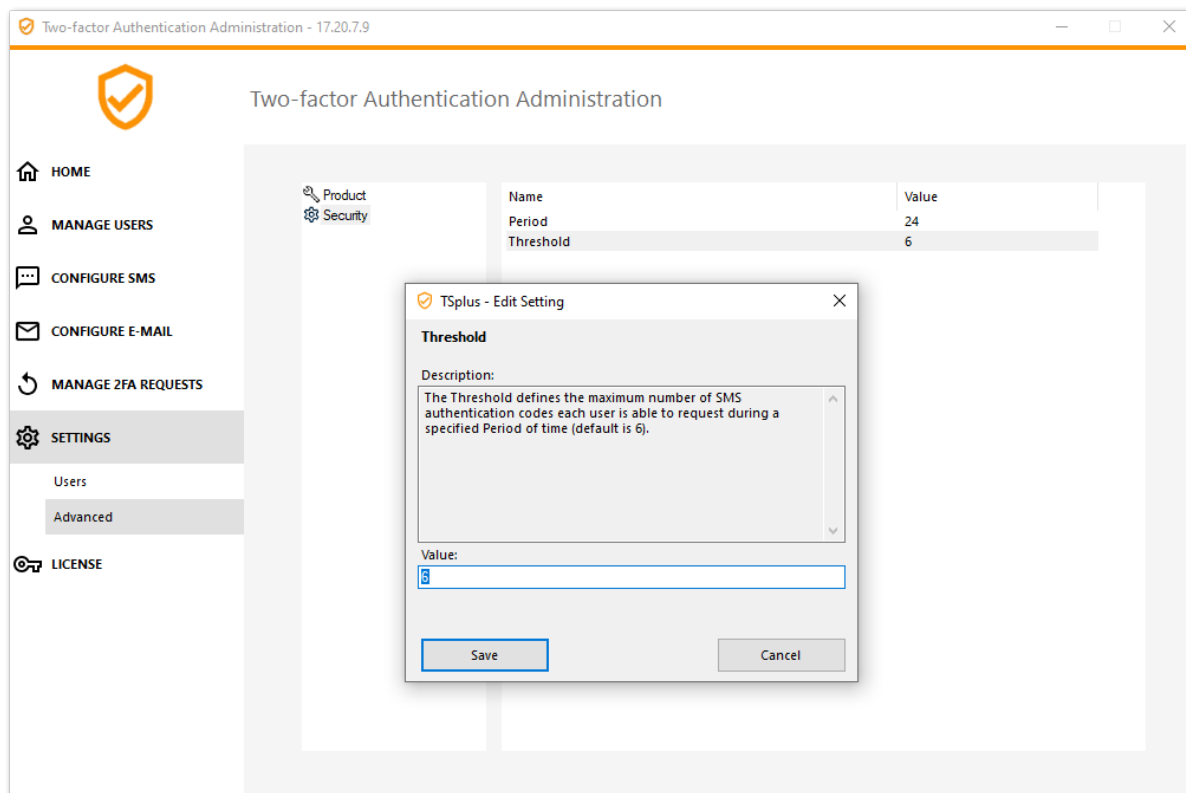 Two-factor Authentication Administration - 17.20.7.9
Two-factor Authentication Administration
HOME
MANAGE USERS
CONFIGURE SMS
CONFIGURE E-MAIL
MANAGE 2FA REQUESTS
SETTINGS
Users
Advanced
LICENSE
Product
Security
Name Value
Period 24
Threshold 6
TSplus - Edit Setting
Threshold
Description:
The Threshold defines the maximum number of SMS
authentication codes each user is able to request during a
specified Period of time (default is 6).
Value:
6
Save Cancel